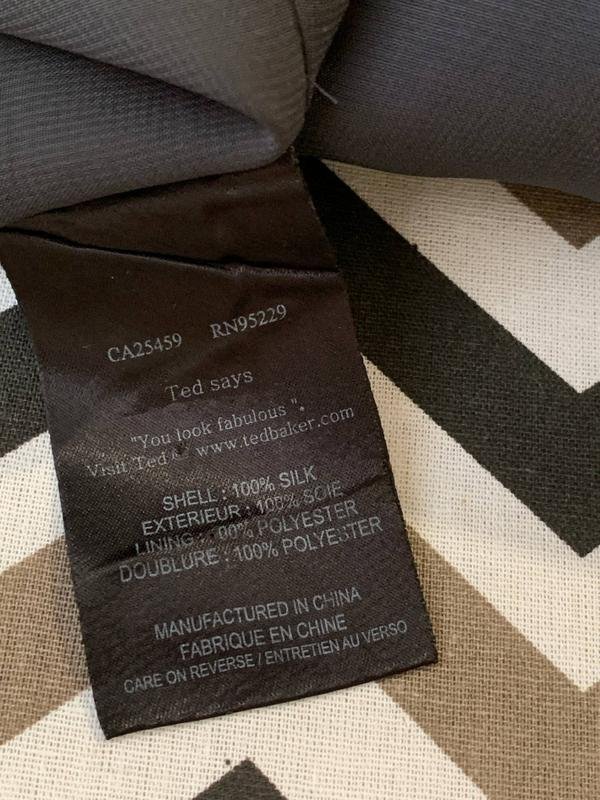 CA25459 RN95229
Ted says
"You look fabulous".
Visit Ted @ www.tedbaker.com
SHELL : 100% SILK
EXTERIEUR : 100% SOIE
LINING : 100% POLYESTER
DOUBLURE : 100% POLYESTER
MANUFACTURED IN CHINA
FABRIQUE EN CHINE
CARE ON REVERSE / ENTRETIEN AU VERSO